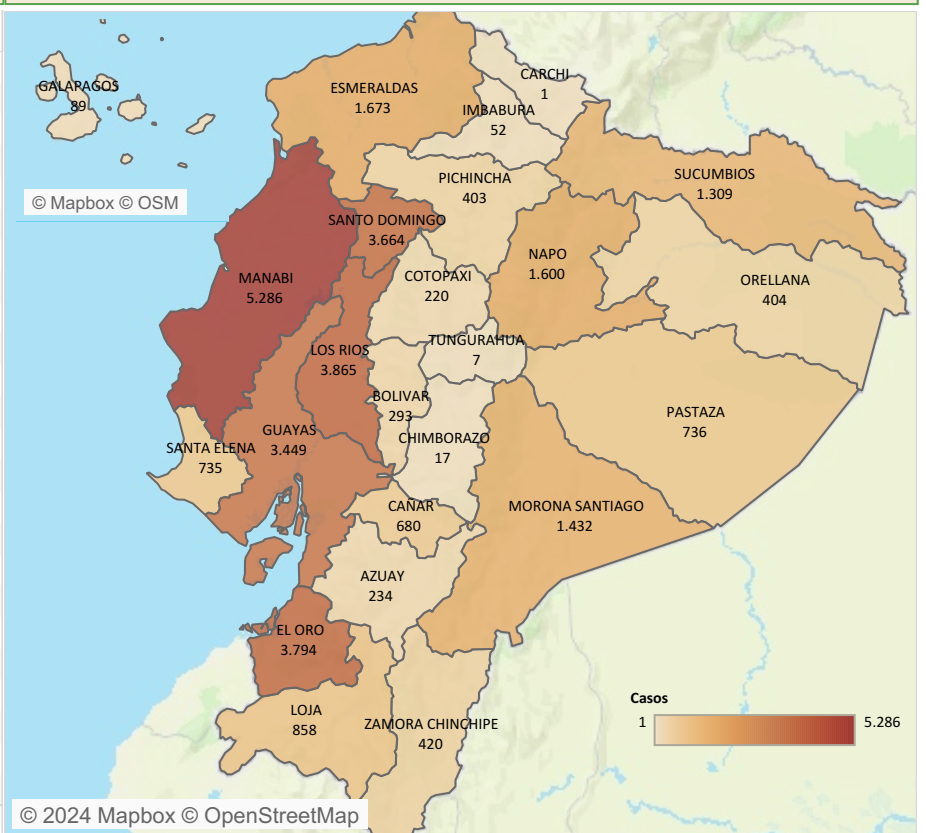 GALAPAGOS
89
ESMERALDAS
1.673
CARCHI
1
IMBABURA
52
SUCUMBIOS
1.309
PICHINCHA
403
© Mapbox © OSM
SANTO DOMINGO
3.664
NAPO
1.600
COTOPAXI
220
MANABI
5.286
ORELLANA
404
TUNGURAHUA
7
LOS RIOS
3.865
BOLIVAR
293
PASTAZA
736
GUAYAS
3.449
CHIMBORAZO
17
SANTA ELENA
735
CAÑAR
680
MORONA SANTIAGO
1.432
AZUAY
234
EL ORO
3.794
LOJA
858
ZAMORA CHINCHIPE
420
Casos
1
5.286
© 2024 Mapbox © OpenStreetMap